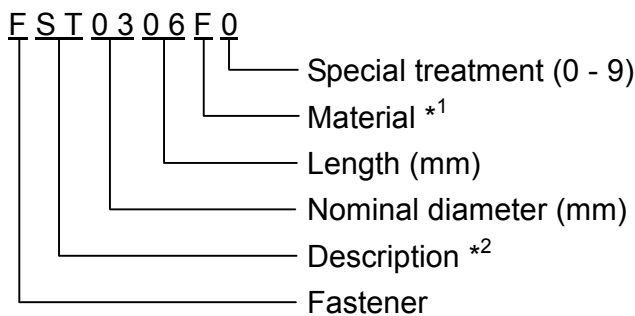 F S T 0 3 0 6 F 0
Special treatment (0 - 9)
Material *1
Length (mm)
Nominal diameter (mm)
Description *2
Fastener